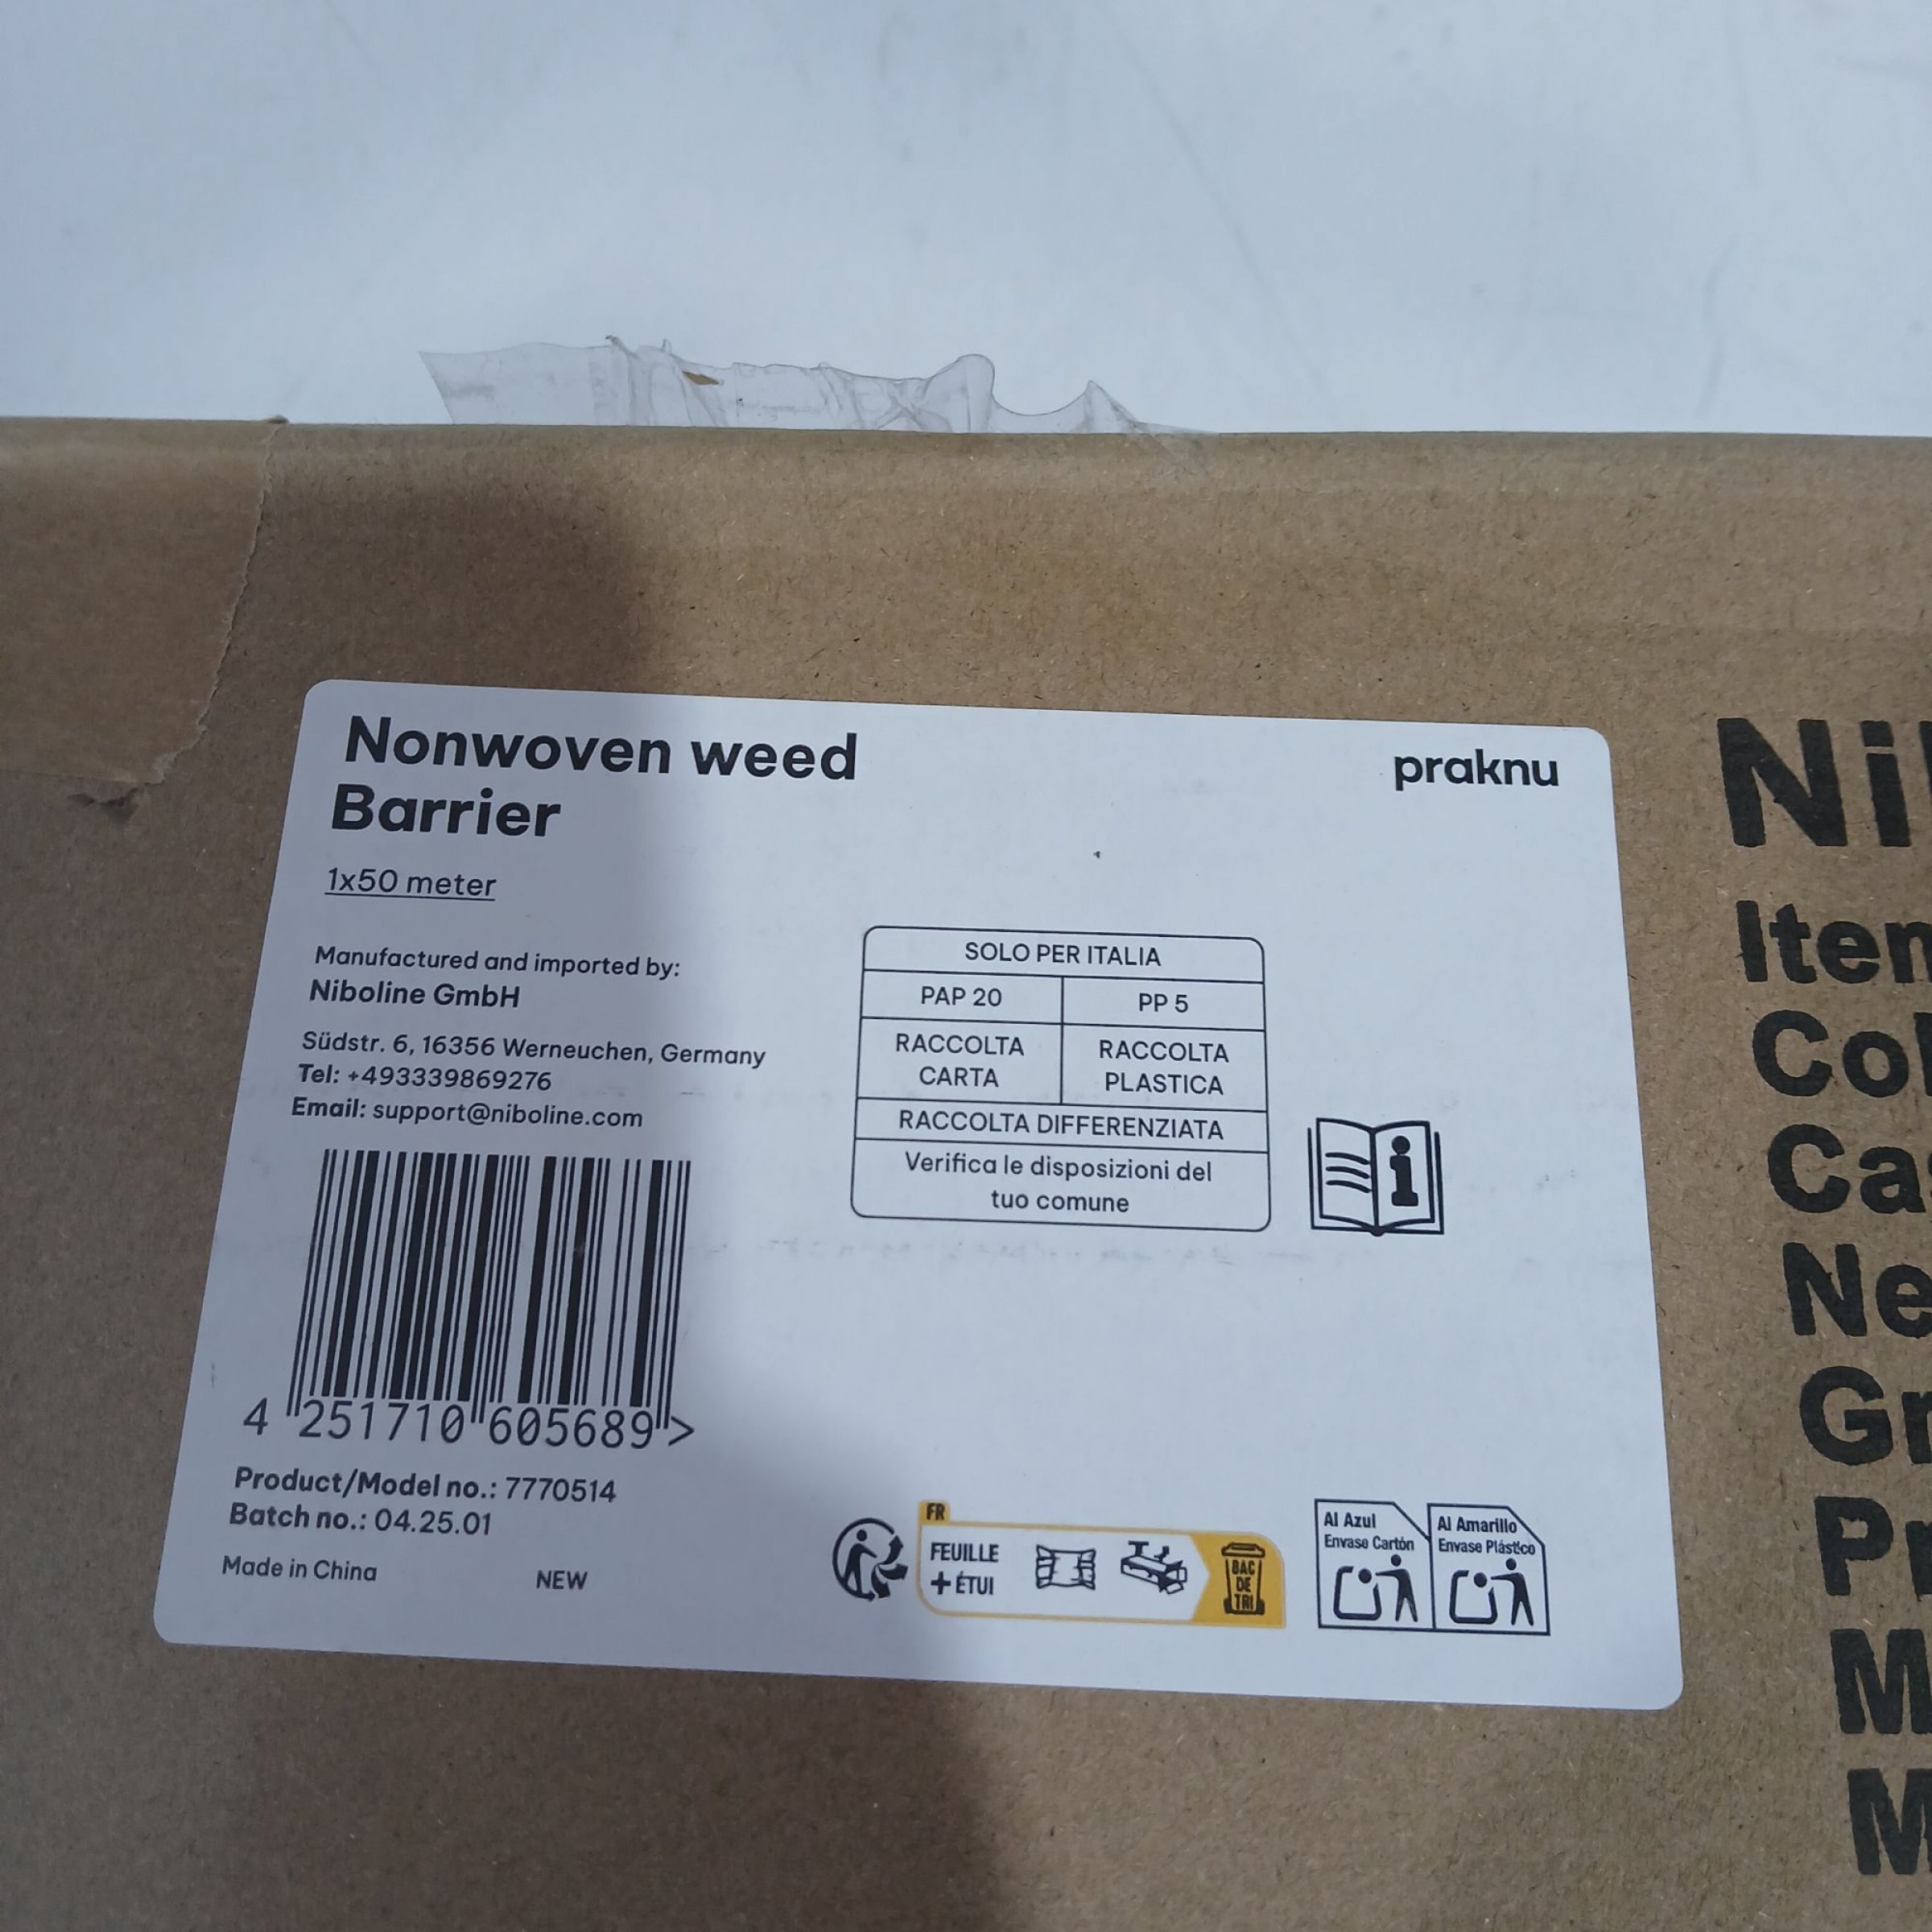 Nonwoven weed
Barrier
praknu
1x50 meter
Manufactured and imported by:
Niboline GmbH
Südstr. 6, 16356 Werneuchen, Germany
Tel: +493339869276
Email: support@niboline.com
SOLO PER ITALIA
PAP 20
PP 5
RACCOLTA
CARTA
RACCOLTA
PLASTICA
RACCOLTA DIFFERENZIATA
Verifica le disposizioni del
tuo comune
4 251710 605689 >
Product/Model no.: 7770514
Batch no.: 04.25.01
Made in China
NEW
FR
FEUILLE
+ ÉTUI
BAC
DE
TRI
Al Azul
Envase Cartón
Al Amarillo
Envase Plástico